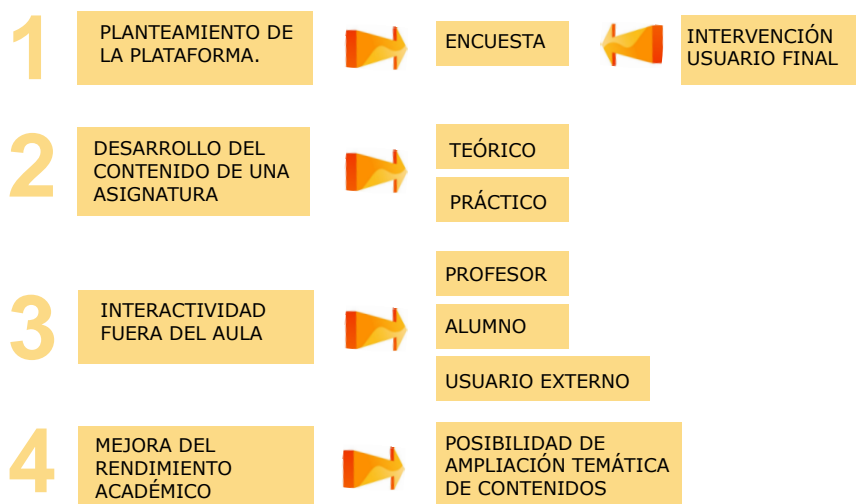 1
PLANTEAMIENTO DE
LA PLATAFORMA.
ENCUESTA
INTERVENCIÓN
USUARIO FINAL
2
DESARROLLO DEL
CONTENIDO DE UNA
ASIGNATURA
TEÓRICO
PRÁCTICO
3
INTERACTIVIDAD
FUERA DEL AULA
PROFESOR
ALUMNO
USUARIO EXTERNO
4
MEJORA DEL
RENDIMIENTO
ACADÉMICO
POSIBILIDAD DE
AMPLIACIÓN TEMÁTICA
DE CONTENIDOS